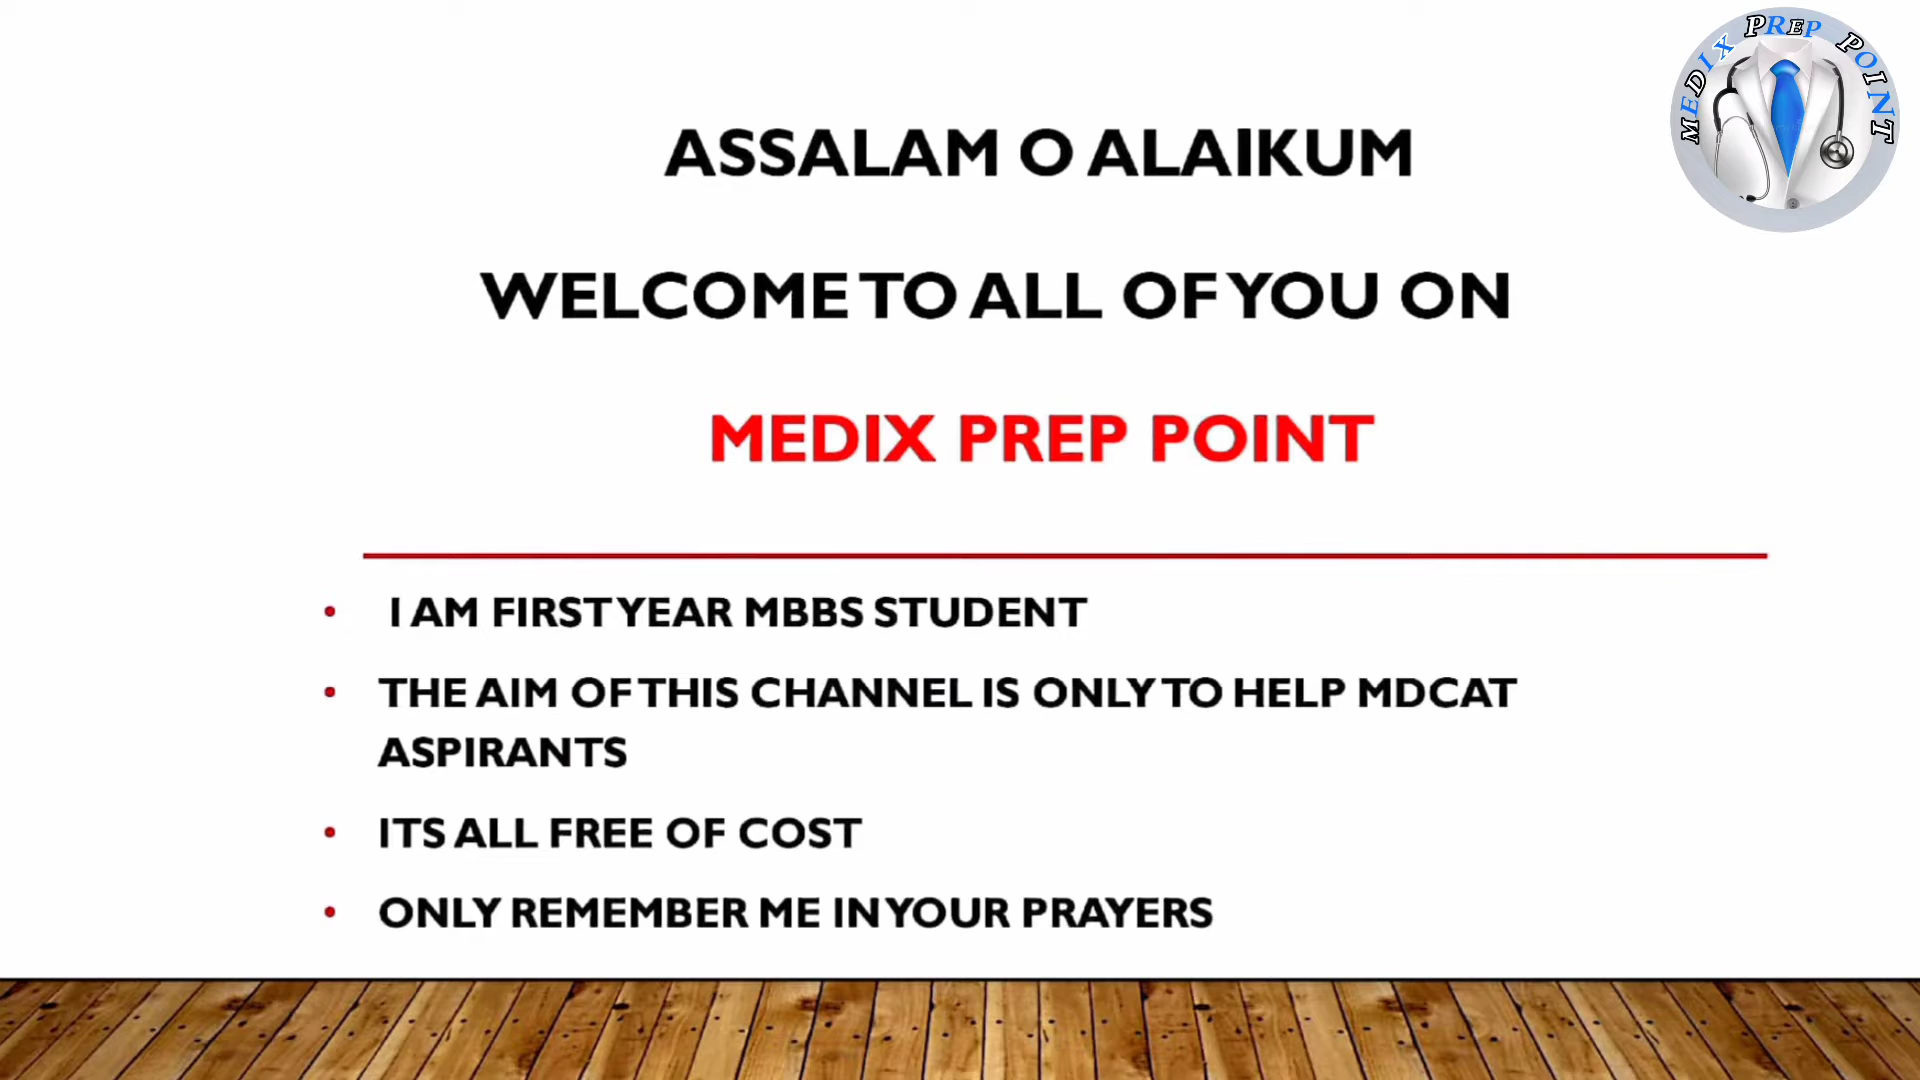 MEDIX PREP POINT
ASSALAM O ALAIKUM
WELCOME TO ALL OF YOU ON
MEDIX PREP POINT
• I AM FIRST YEAR MBBS STUDENT
• THE AIM OF THIS CHANNEL IS ONLY TO HELP MDCAT
ASPIRANTS
• ITS ALL FREE OF COST
• ONLY REMEMBER ME IN YOUR PRAYERS